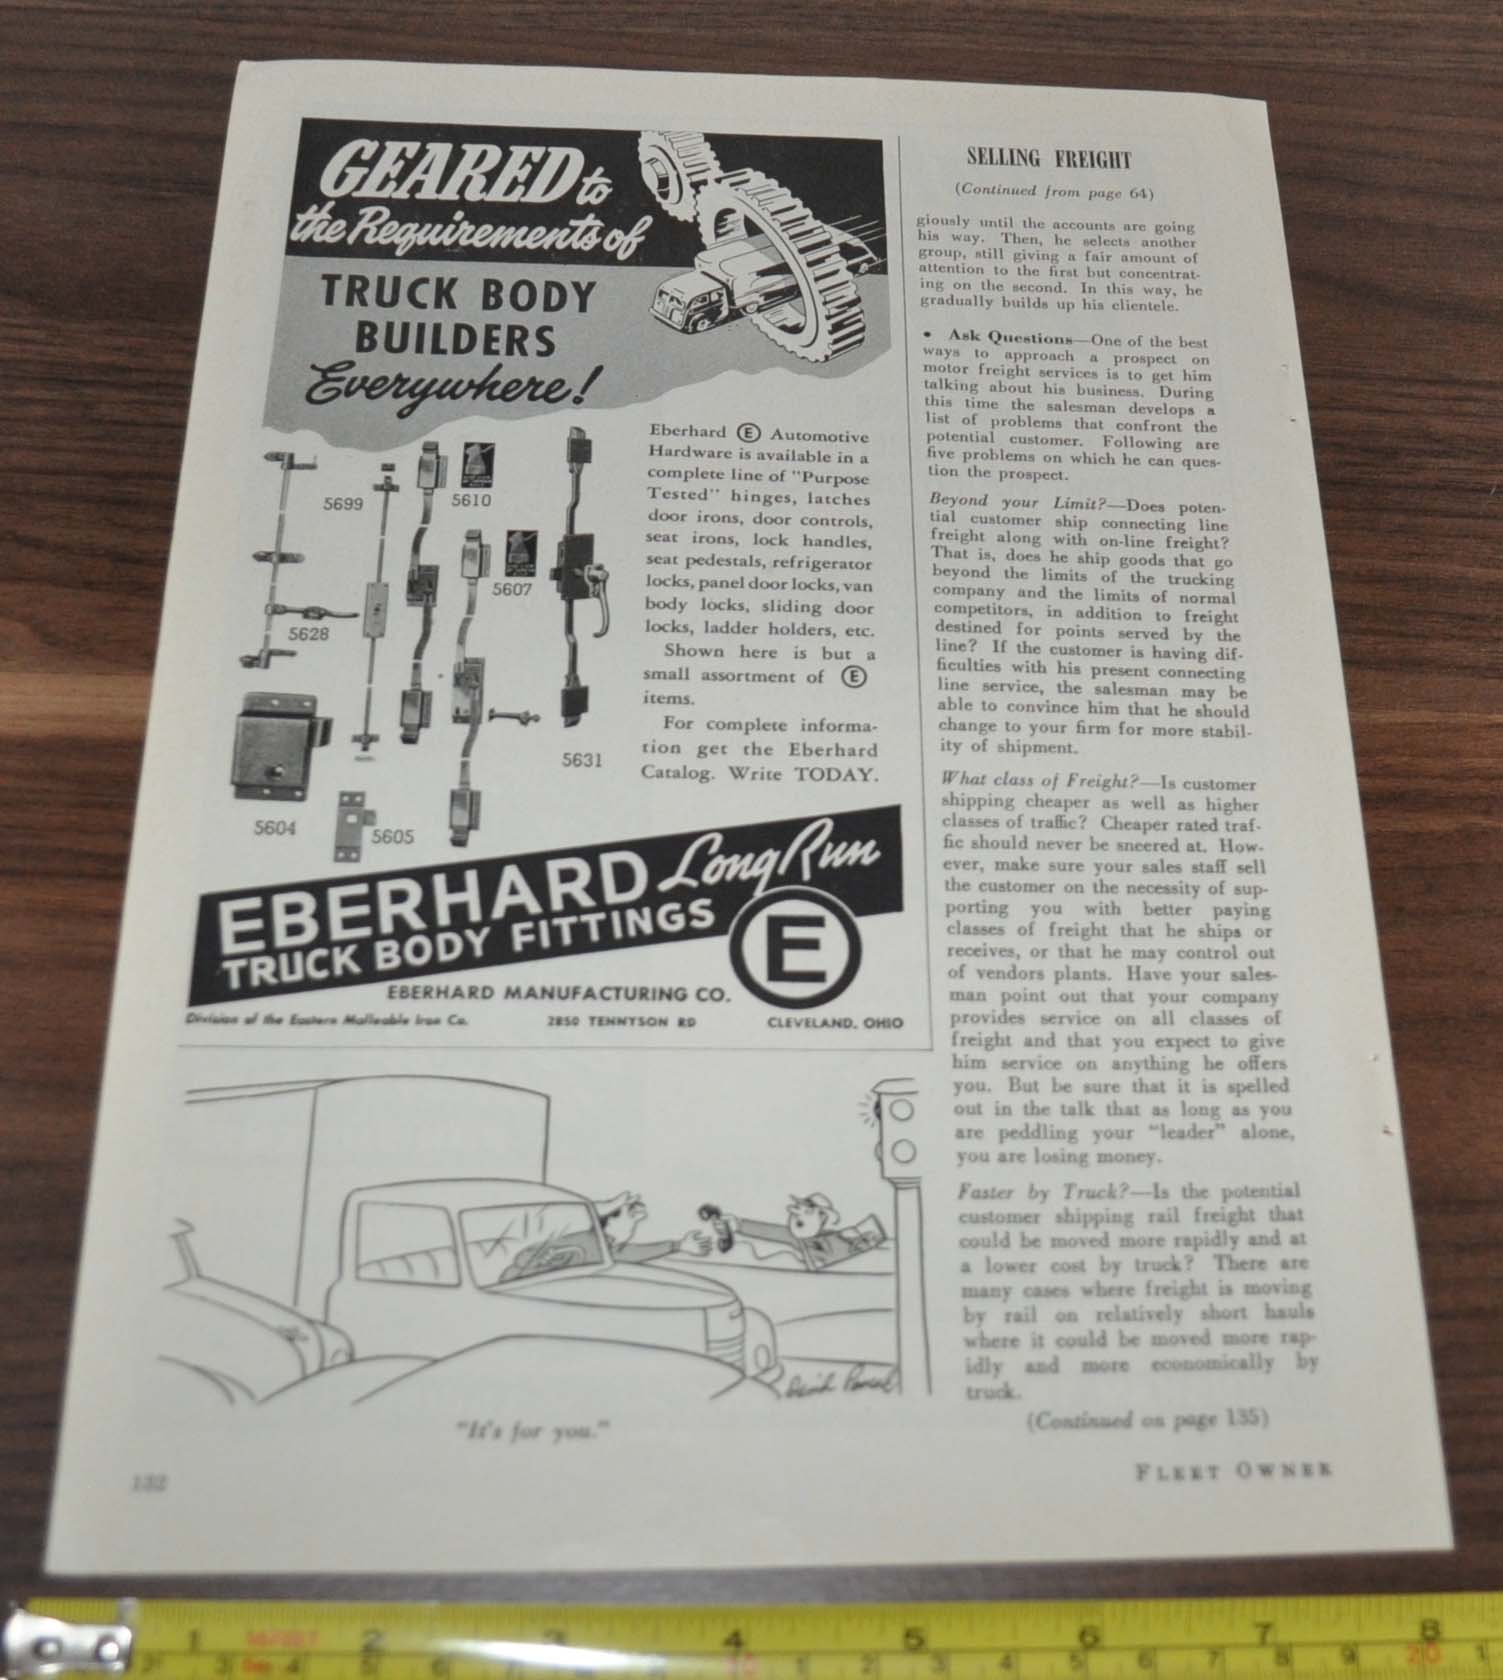 GEARED to
the Requirements of
TRUCK BODY
BUILDERS
Everywhere!
5699
5610
5607
5628
5631
5604
5605
Eberhard E Automotive
Hardware is available in a
complete line of "Purpose
Tested" hinges, latches
door irons, door controls,
seat irons, lock handles,
seat pedestals, refrigerator
locks, panel door locks, van
body locks, sliding door
locks, ladder holders, etc.
Shown here is but a
small assortment of E
items.
For complete informa-
tion get the Eberhard
Catalog. Write TODAY.
EBERHARD Long Run
TRUCK BODY FITTINGS
E
EBERHARD MANUFACTURING CO.
Division of the Eastern Malleable Iron Co. 2850 TENNYSON RD CLEVELAND, OHIO
"It's for you."
132
SELLING FREIGHT
(Continued from page 64)
giously until the accounts are going
his way. Then, he selects another
group, still giving a fair amount of
attention to the first but concentrat-
ing on the second. In this way, he
gradually builds up his clientele.
• Ask Questions—One of the best
ways to approach a prospect on
motor freight services is to get him
talking about his business. During
this time the salesman develops a
list of problems that confront the
potential customer. Following are
five problems on which he can ques-
tion the prospect.
Beyond your Limit?—Does poten-
tial customer ship connecting line
freight along with on-line freight?
That is, does he ship goods that go
beyond the limits of the trucking
company and the limits of normal
competitors, in addition to freight
destined for points served by the
line? If the customer is having dif-
ficulties with his present connecting
line service, the salesman may be
able to convince him that he should
change to your firm for more stabil-
ity of shipment.
What class of Freight?—Is customer
shipping cheaper as well as higher
classes of traffic? Cheaper rated traf-
fic should never be sneered at. How-
ever, make sure your sales staff sell
the customer on the necessity of sup-
porting you with better paying
classes of freight that he ships or
receives, or that he may control out
of vendors plants. Have your sales-
man point out that your company
provides service on all classes of
freight and that you expect to give
him service on anything he offers
you. But be sure that it is spelled
out in the talk that as long as you
are peddling your "leader" alone,
you are losing money.
Faster by Truck?—Is the potential
customer shipping rail freight that
could be moved more rapidly and at
a lower cost by truck? There are
many cases where freight is moving
by rail on relatively short hauls
where it could be moved more rap-
idly and more economically by
truck.
(Continued on page 135)
FLEET OWNER
1 2 3 4 5 6 7 8